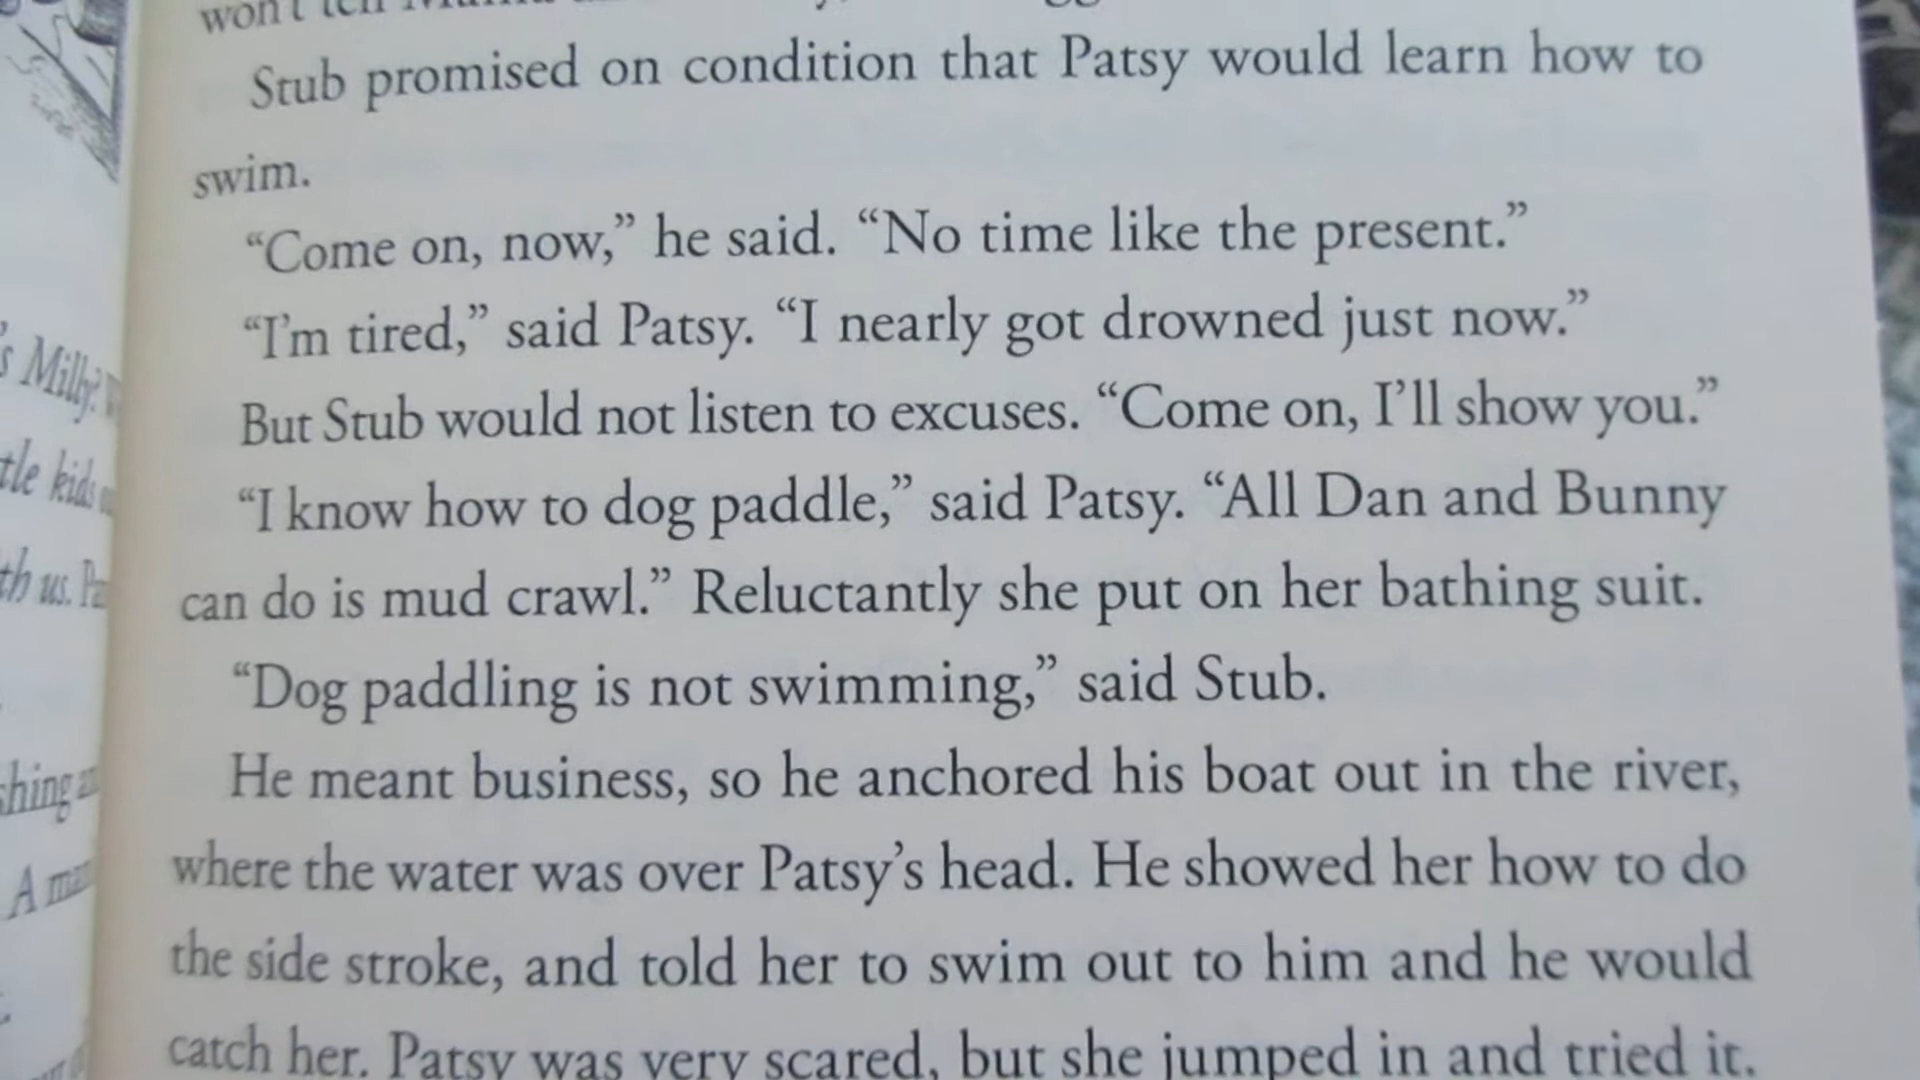 won't tell
Stub promised on condition that Patsy would learn how to
swim.
“Come on, now,” he said. “No time like the present.”
“I'm tired,” said Patsy. “I nearly got drowned just now.”
But Stub would not listen to excuses. “Come on, I'll show you.”
“I know how to dog paddle,” said Patsy. “All Dan and Bunny
can do is mud crawl.” Reluctantly she put on her bathing suit.
“Dog paddling is not swimming,” said Stub.
He meant business, so he anchored his boat out in the river,
where the water was over Patsy's head. He showed her how to do
the side stroke, and told her to swim out to him and he would
catch her. Patsy was very scared, but she jumped in and tried it.
's Milly?
kids
us.
A